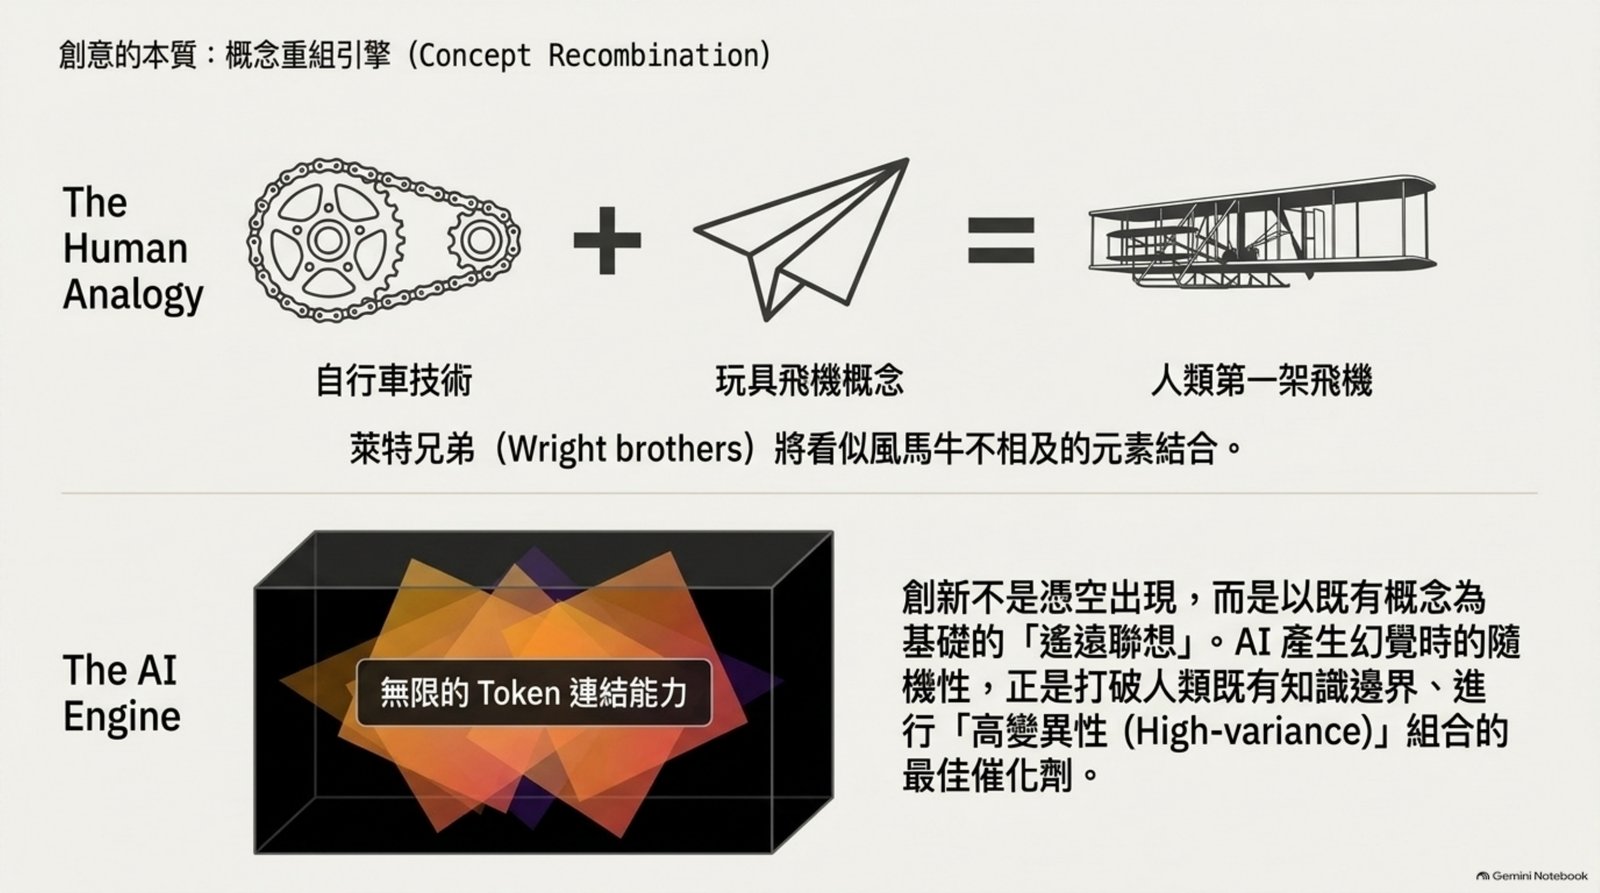 創意的本質：概念重組引擎（Concept Recombination）
The
Human
Analogy
自行車技術
玩具飛機概念
人類第一架飛機
萊特兄弟（Wright brothers）將看似風馬牛不相及的元素結合。
The AI
Engine
無限的 Token 連結能力
創新不是憑空出現，而是以既有概念為
基礎的「遙遠聯想」。AI 產生幻覺時的隨
機性，正是打破人類既有知識邊界、進
行「高變異性 (High-variance)」組合的
最佳催化劑。
Gemini Notebook